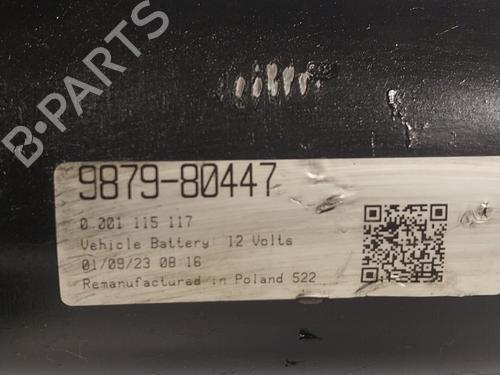 B-PARTS
9879-80447
0 001 115 117
Vehicle Battery 12 Volts
01/09/23 08 16
Remanufactured in Poland 522